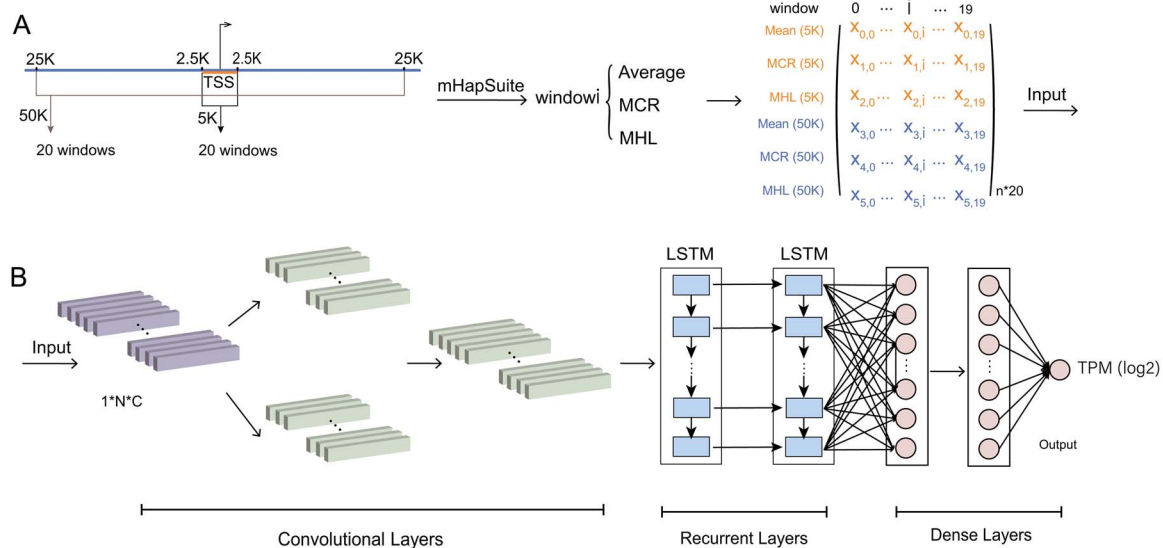 A
25K 2.5K 2.5K 25K
TSS
50K
5K
20 windows 20 windows
mHapSuite
windowi
Average
MCR
MHL
window 0 ... i ... 19
Mean (5K) X0,0 ... X0,i ... X0,19
MCR (5K) X1,0 ... X1,i ... X1,19
MHL (5K) X2,0 ... X2,i ... X2,19
Mean (50K) X3,0 ... X3,i ... X3,19
MCR (50K) X4,0 ... X4,i ... X4,19
MHL (50K) X5,0 ... X5,i ... X5,19
n*20
Input
B
Input
1*N*C
LSTM LSTM
TPM (log2)
Output
Convolutional Layers Recurrent Layers Dense Layers